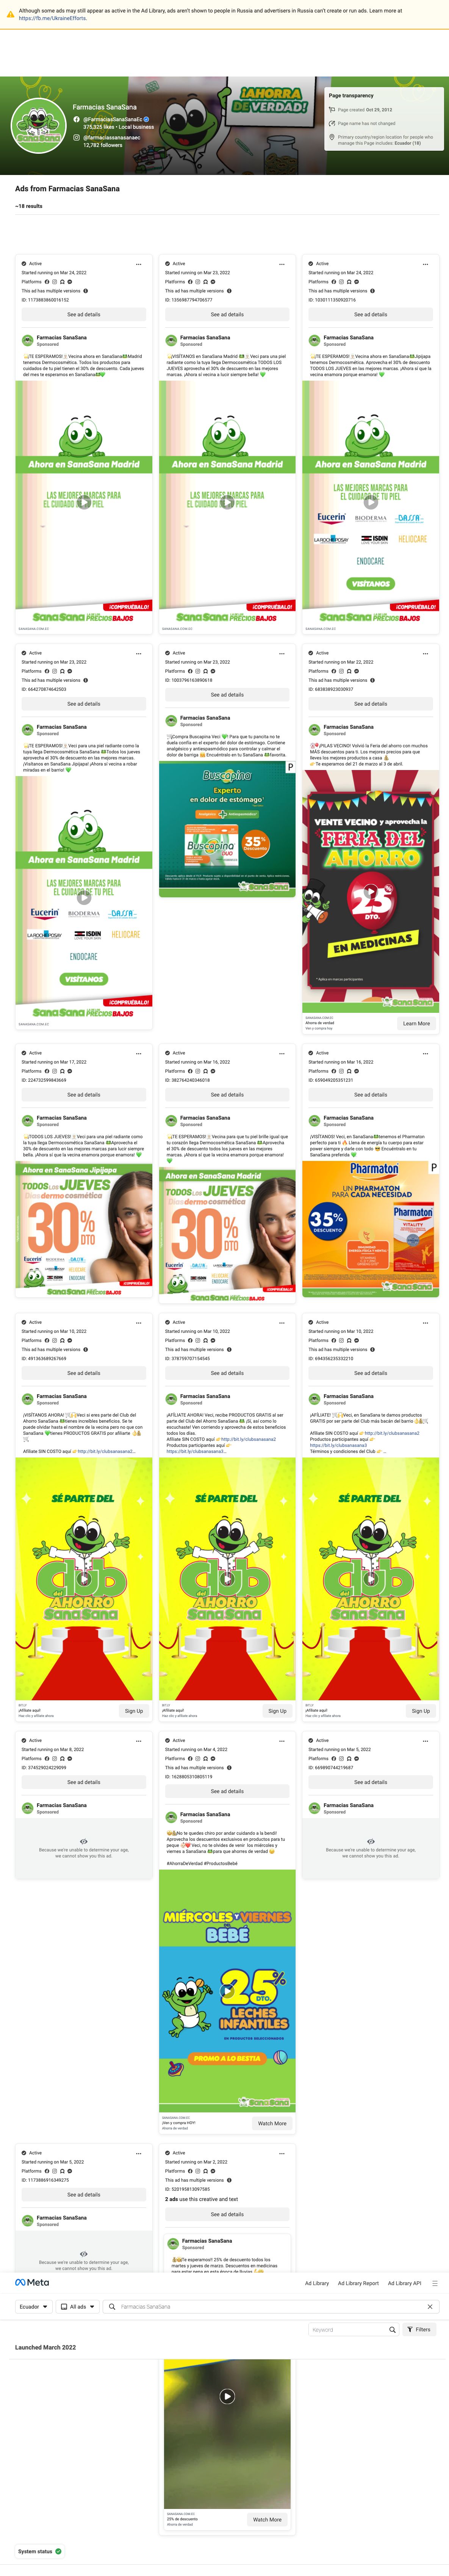 Although some ads may still appear as active in the Ad Library, ads aren't shown to people in Russia and advertisers in Russia can't create or run ads. Learn more at
https://fb.me/UkraineEfforts.
¡AHORRA
DE VERDAD!
Farmacias SanaSana
@FarmaciasSanaSanaEc
375,325 likes • Local business
@farmaciassanasanaec
12,782 followers
Page transparency
Page created Oct 29, 2012
Page name has not changed
Primary country/region location for people who
manage this Page includes: Ecuador (18)
Ads from Farmacias SanaSana
~18 results
Active
Started running on Mar 24, 2022
Platforms
This ad has multiple versions
ID: 1173883860016152
See ad details
Farmacias SanaSana
Sponsored
¡TE ESPERAMOS! Vecina ahora en SanaSana Madrid
tenemos Dermocosmética. Todos los productos para
cuidados de tu piel tienen el 30% de descuento. Cada jueves
del mes te esperamos en SanaSana
Ahora en SanaSana Madrid
LAS MEJORES MARCAS PARA
EL CUIDADO DE TU PIEL
¡COMPRUÉBALO!
SanaSana PRECIOS BAJOS
SANASANA.COM.EC
Active
Started running on Mar 23, 2022
Platforms
This ad has multiple versions
ID: 1356987794706577
See ad details
Farmacias SanaSana
Sponsored
¡VISÍTANOS en SanaSana Madrid Veci para una piel
radiante como la tuya llego Dermocosmética TODOS LOS
JUEVES aprovecha el 30% de descuento en las mejores
marcas. ¡Ahora sí vecina a lucir siempre bella!
Ahora en SanaSana Madrid
LAS MEJORES MARCAS PARA
EL CUIDADO DE TU PIEL
¡COMPRUÉBALO!
SanaSana PRECIOS BAJOS
SANASANA.COM.EC
Active
Started running on Mar 24, 2022
Platforms
This ad has multiple versions
ID: 1030111350920716
See ad details
Farmacias SanaSana
Sponsored
¡TE ESPERAMOS! Vecina ahora en SanaSana Jipijapa
tenemos Dermocosmética. Aproveche el 30% de descuento
TODOS LOS JUEVES en las mejores marcas. ¡Ahora sí que la
vecina enamora porque enamora!
Ahora en SanaSana Madrid
LAS MEJORES MARCAS PARA
EL CUIDADO DE TU PIEL
Eucerin BIODERMA
LA ROCHE POSAY ISDIN HELIOCARE
ENDOCARE
VISÍTANOS
¡COMPRUÉBALO!
SanaSana PRECIOS BAJOS
SANASANA.COM.EC
Active
Started running on Mar 23, 2022
Platforms
This ad has multiple versions
ID: 664270874642503
See ad details
Farmacias SanaSana
Sponsored
¡TE ESPERAMOS! Veci para una piel radiante como la
tuya llego Dermocosmética SanaSana Todos los jueves
aproveche el 30% de descuento en las mejores marcas.
¡Visítanos en SanaSana Jipijapa! ¡Ahora sí vecina a robar
miradas en el barrio!
Ahora en SanaSana Madrid
LAS MEJORES MARCAS PARA
EL CUIDADO DE TU PIEL
Eucerin BIODERMA
LA ROCHE POSAY ISDIN HELIOCARE
ENDOCARE
VISÍTANOS
¡COMPRUÉBALO!
SanaSana PRECIOS BAJOS
SANASANA.COM.EC
Active
Started running on Mar 23, 2022
Platforms
ID: 1003796163890618
See ad details
Farmacias SanaSana
Sponsored
¡Compra Buscapina Veci Para que tu pancita no te
duela confíe en el experto del dolor de estómago. Contiene
analgésico y antiespasmódico para controlar y calmar el
dolor de barriga Encuéntrala en SanaSana favorita.
Buscapina
Experto
en dolor de estómago
Buscapina
DUO
35%
SanaSana
P
Active
Started running on Mar 22, 2022
Platforms
This ad has multiple versions
ID: 683838923030937
See ad details
Farmacias SanaSana
Sponsored
¡PILAS VECINO! Volvió la Feria del ahorro con muchos
MÁS descuentos para ti. Los mejores precios para que
lleves los mejores productos a casa
Te esperamos del 21 de marzo al 3 de abril.
VENTE VECINO y aprovecha la
FERIA DEL
AHORRO
25
DTO.
EN MEDICINAS
SanaSana
SANASANA.COM.EC
Ahorra de verdad
Ven y compra hoy
Learn More
Active
Started running on Mar 17, 2022
Platforms
ID: 224732599843669
See ad details
Farmacias SanaSana
Sponsored
¡TODOS LOS JUEVES! Veci para una piel radiante como
la tuya llego Dermocosmética SanaSana Aprovecha el
30% de descuento en las mejores marcas para lucir siempre
bella. ¡Ahora sí que la vecina enamora porque enamora!
Ahora en SanaSana Jipijapa
TODOS LOS JUEVES
Días dermo cosmética
30%
DTO
Eucerin
ENDOCARE
¡COMPRUÉBALO!
SanaSana PRECIOS BAJOS
Active
Started running on Mar 16, 2022
Platforms
ID: 382764240346018
See ad details
Farmacias SanaSana
Sponsored
¡TE ESPERAMOS! Vecina para que tu piel brille igual que
tu corazón llego Dermocosmética SanaSana Aprovecha
el 30% de descuento todos los jueves en las mejores
marcas. ¡Ahora sí que la vecina enamora porque enamora!
Ahora en SanaSana Madrid
TODOS LOS JUEVES
Días dermo cosmética
30%
DTO
Eucerin
ENDOCARE
¡COMPRUÉBALO!
SanaSana PRECIOS BAJOS
Active
Started running on Mar 16, 2022
Platforms
ID: 659049205351231
See ad details
Farmacias SanaSana
Sponsored
¡VISÍTANOS! Veci, en SanaSana tenemos el Pharmaton
perfecto para ti Llena de energía tu cuerpo para estar
power siempre y darle con todo Encuéntralo en tu
SanaSana preferida
Pharmaton
UN PHARMATON
PARA CADA NECESIDAD
35%
DESCUENTO
Pharmaton
VITALITY
P
Active
Started running on Mar 10, 2022
Platforms
This ad has multiple versions
ID: 491363689267669
See ad details
Farmacias SanaSana
Sponsored
¡VISÍTANOS AHORA! Veci si eres parte del Club del
Ahorro SanaSana tienes increíbles beneficios. Se te
puede olvidar hasta el nombre de la vecina pero no que con
SanaSana tienes PRODUCTOS GRATIS por afiliarte
Afíliate SIN COSTO aquí http://bit.ly/clubsanasana2...
SÉ PARTE DEL
Club
del
AHORRO
SanaSana
BIT.LY
¡Afíliate aquí!
Haz clic y afíliate ahora
Sign Up
Active
Started running on Mar 10, 2022
Platforms
This ad has multiple versions
ID: 378759707154545
See ad details
Farmacias SanaSana
Sponsored
¡AFÍLIATE AHORA! Veci, recibe PRODUCTOS GRATIS al ser
parte del Club del Ahorro SanaSana ¡Sí, así como lo
escuchaste! Ven corriendo y aprovecha de estos beneficios
todos los días.
Afíliate SIN COSTO aquí http://bit.ly/clubsanasana2
Productos participantes aquí
https://bit.ly/clubsanasana3...
SÉ PARTE DEL
Club
del
AHORRO
SanaSana
BIT.LY
¡Afíliate aquí!
Haz clic y afíliate ahora
Sign Up
Active
Started running on Mar 10, 2022
Platforms
This ad has multiple versions
ID: 694356235332210
See ad details
Farmacias SanaSana
Sponsored
¡AFÍLIATE! Veci, en SanaSana te damos productos
GRATIS por ser parte del Club más bacán del barrio
Afíliate SIN COSTO aquí http://bit.ly/clubsanasana2
Productos participantes aquí
https://bit.ly/clubsanasana3
Términos y condiciones del Club ...
SÉ PARTE DEL
Club
del
AHORRO
SanaSana
BIT.LY
¡Afíliate aquí!
Haz clic y afíliate ahora
Sign Up
Active
Started running on Mar 8, 2022
Platforms
ID: 374529024229099
See ad details
Farmacias SanaSana
Sponsored
Because we're unable to determine your age,
we cannot show you this ad.
Active
Started running on Mar 4, 2022
Platforms
This ad has multiple versions
ID: 1628805310805119
See ad details
Farmacias SanaSana
Sponsored
No te quedes chiro por andar cuidando a la bendi!
Aprovecha los descuentos exclusivos en productos para tu
peque Veci, no te olvides de venir los miércoles y
viernes a SanaSana para que ahorres de verdad
#AhorraDeVerdad #ProductosBebé
MIÉRCOLES Y VIERNES
DEL
BEBÉ
25%
DTO.
LECHES
INFANTILES
EN PRODUCTOS SELECCIONADOS
PROMO A LO BESTIA
SanaSana
SANASANA.COM.EC
¡Ven y compra HOY!
Ahorra de verdad
Watch More
Active
Started running on Mar 5, 2022
Platforms
ID: 669890744219687
See ad details
Farmacias SanaSana
Sponsored
Because we're unable to determine your age,
we cannot show you this ad.
Active
Started running on Mar 5, 2022
Platforms
ID: 1173886916349275
See ad details
Farmacias SanaSana
Sponsored
Because we're unable to determine your age,
we cannot show you this ad.
Active
Started running on Mar 2, 2022
Platforms
This ad has multiple versions
ID: 520195813097585
2 ads use this creative and text
See ad details
Farmacias SanaSana
Sponsored
Te esperamos!! 25% de descuento todos los
martes y jueves de marzo. Descuentos en medicinas
Meta
Ad Library
Ad Library Report
Ad Library API
Ecuador
All ads
Farmacias SanaSana
Keyword
Filters
Launched March 2022
SANASANA.COM.EC
25% de descuento
Ahorra de verdad
Watch More
System status